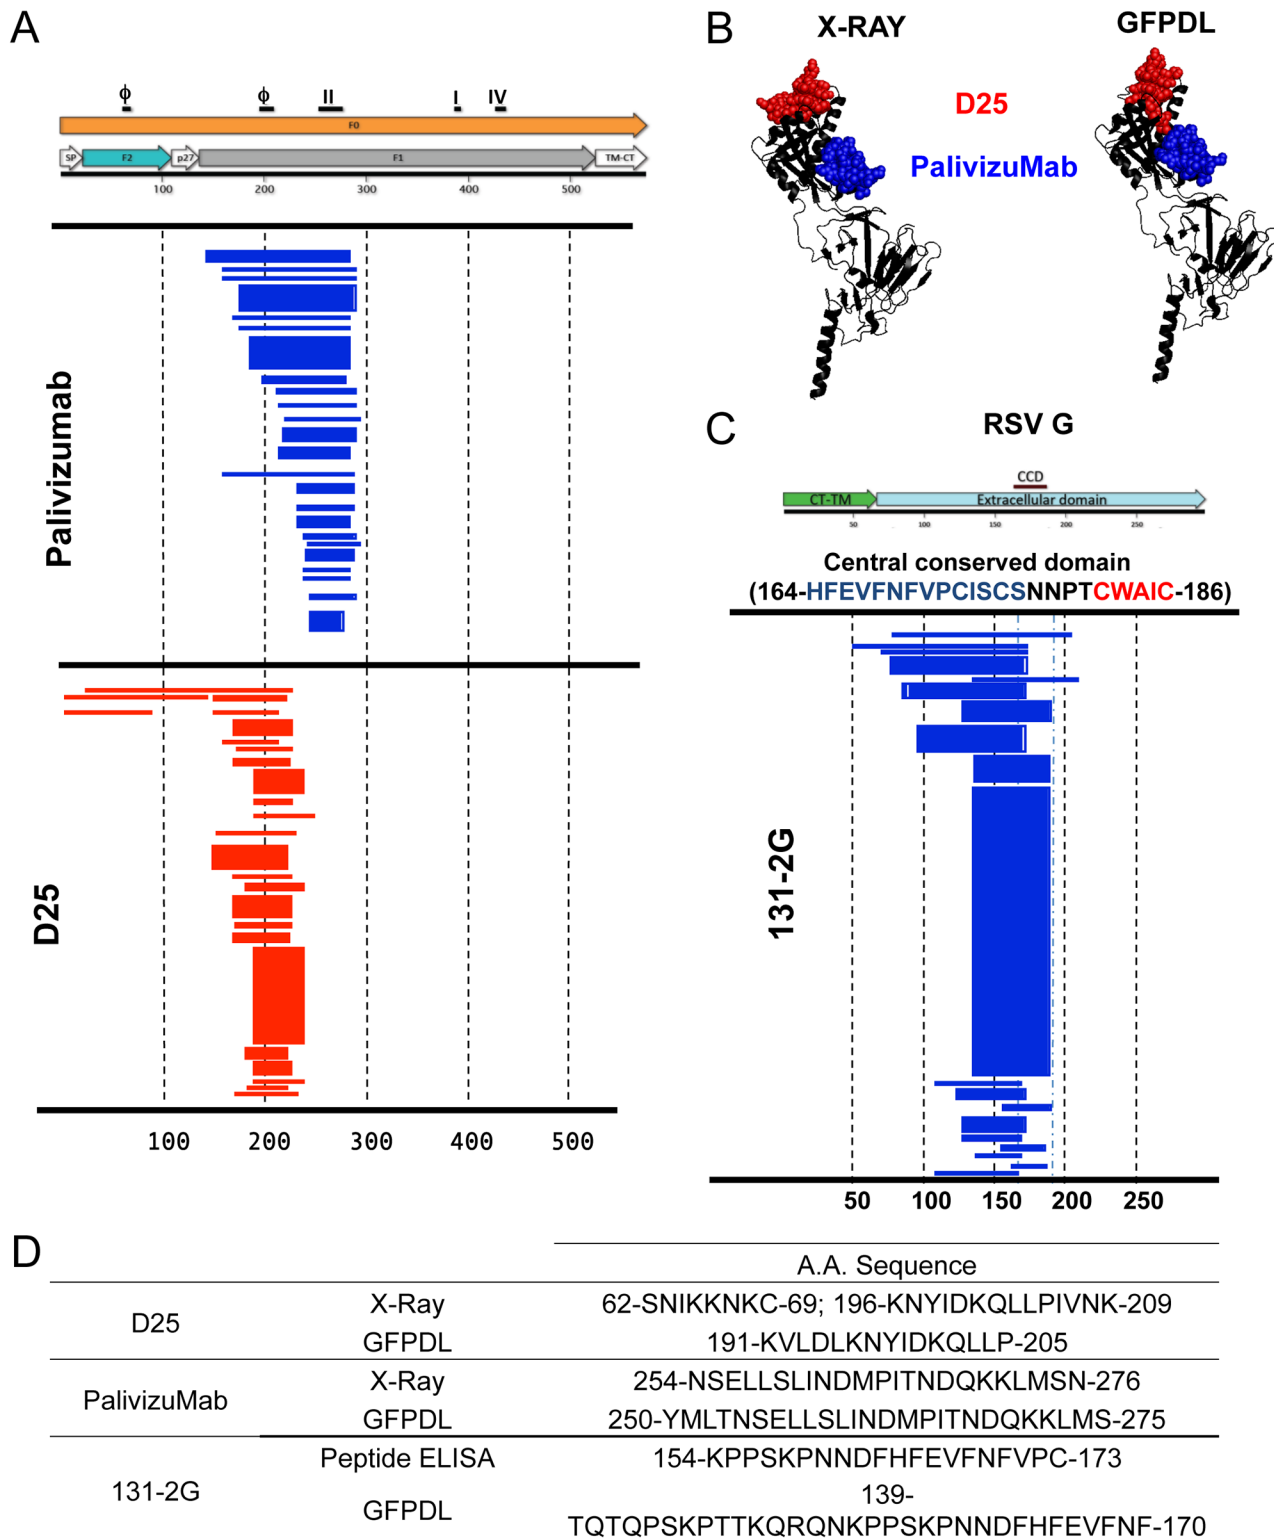 A
ϕ ϕ II I IV
F0
SP F2 p27 F1 TM-CT
100 200 300 400 500
Palivizumab
D25
100 200 300 400 500
B
X-RAY GFPDL
D25
PalivizuMab
C
RSV G
CCD
CT-TM Extracellular domain
50 100 150 200 250
Central conserved domain
(164-HFEVFNFVPCISCSNNPTCWAIC-186)
131-2G
50 100 150 200 250
D
A.A. Sequence
D25
X-Ray 62-SNIKKNKC-69; 196-KNYIDKQLLPIVNK-209
GFPDL 191-KVLDLKNYIDKQLLP-205
PalivizuMab
X-Ray 254-NSELLSLINDMPITNDQKKLMSN-276
GFPDL 250-YMLTNSELLSLINDMPITNDQKKLMS-275
131-2G
Peptide ELISA 154-KPPSKPNNDFHFEVFNFVPC-173
GFPDL 139-
TQTQPSKPTTKQRQNKPPSKPNNDFHFEVFNF-170